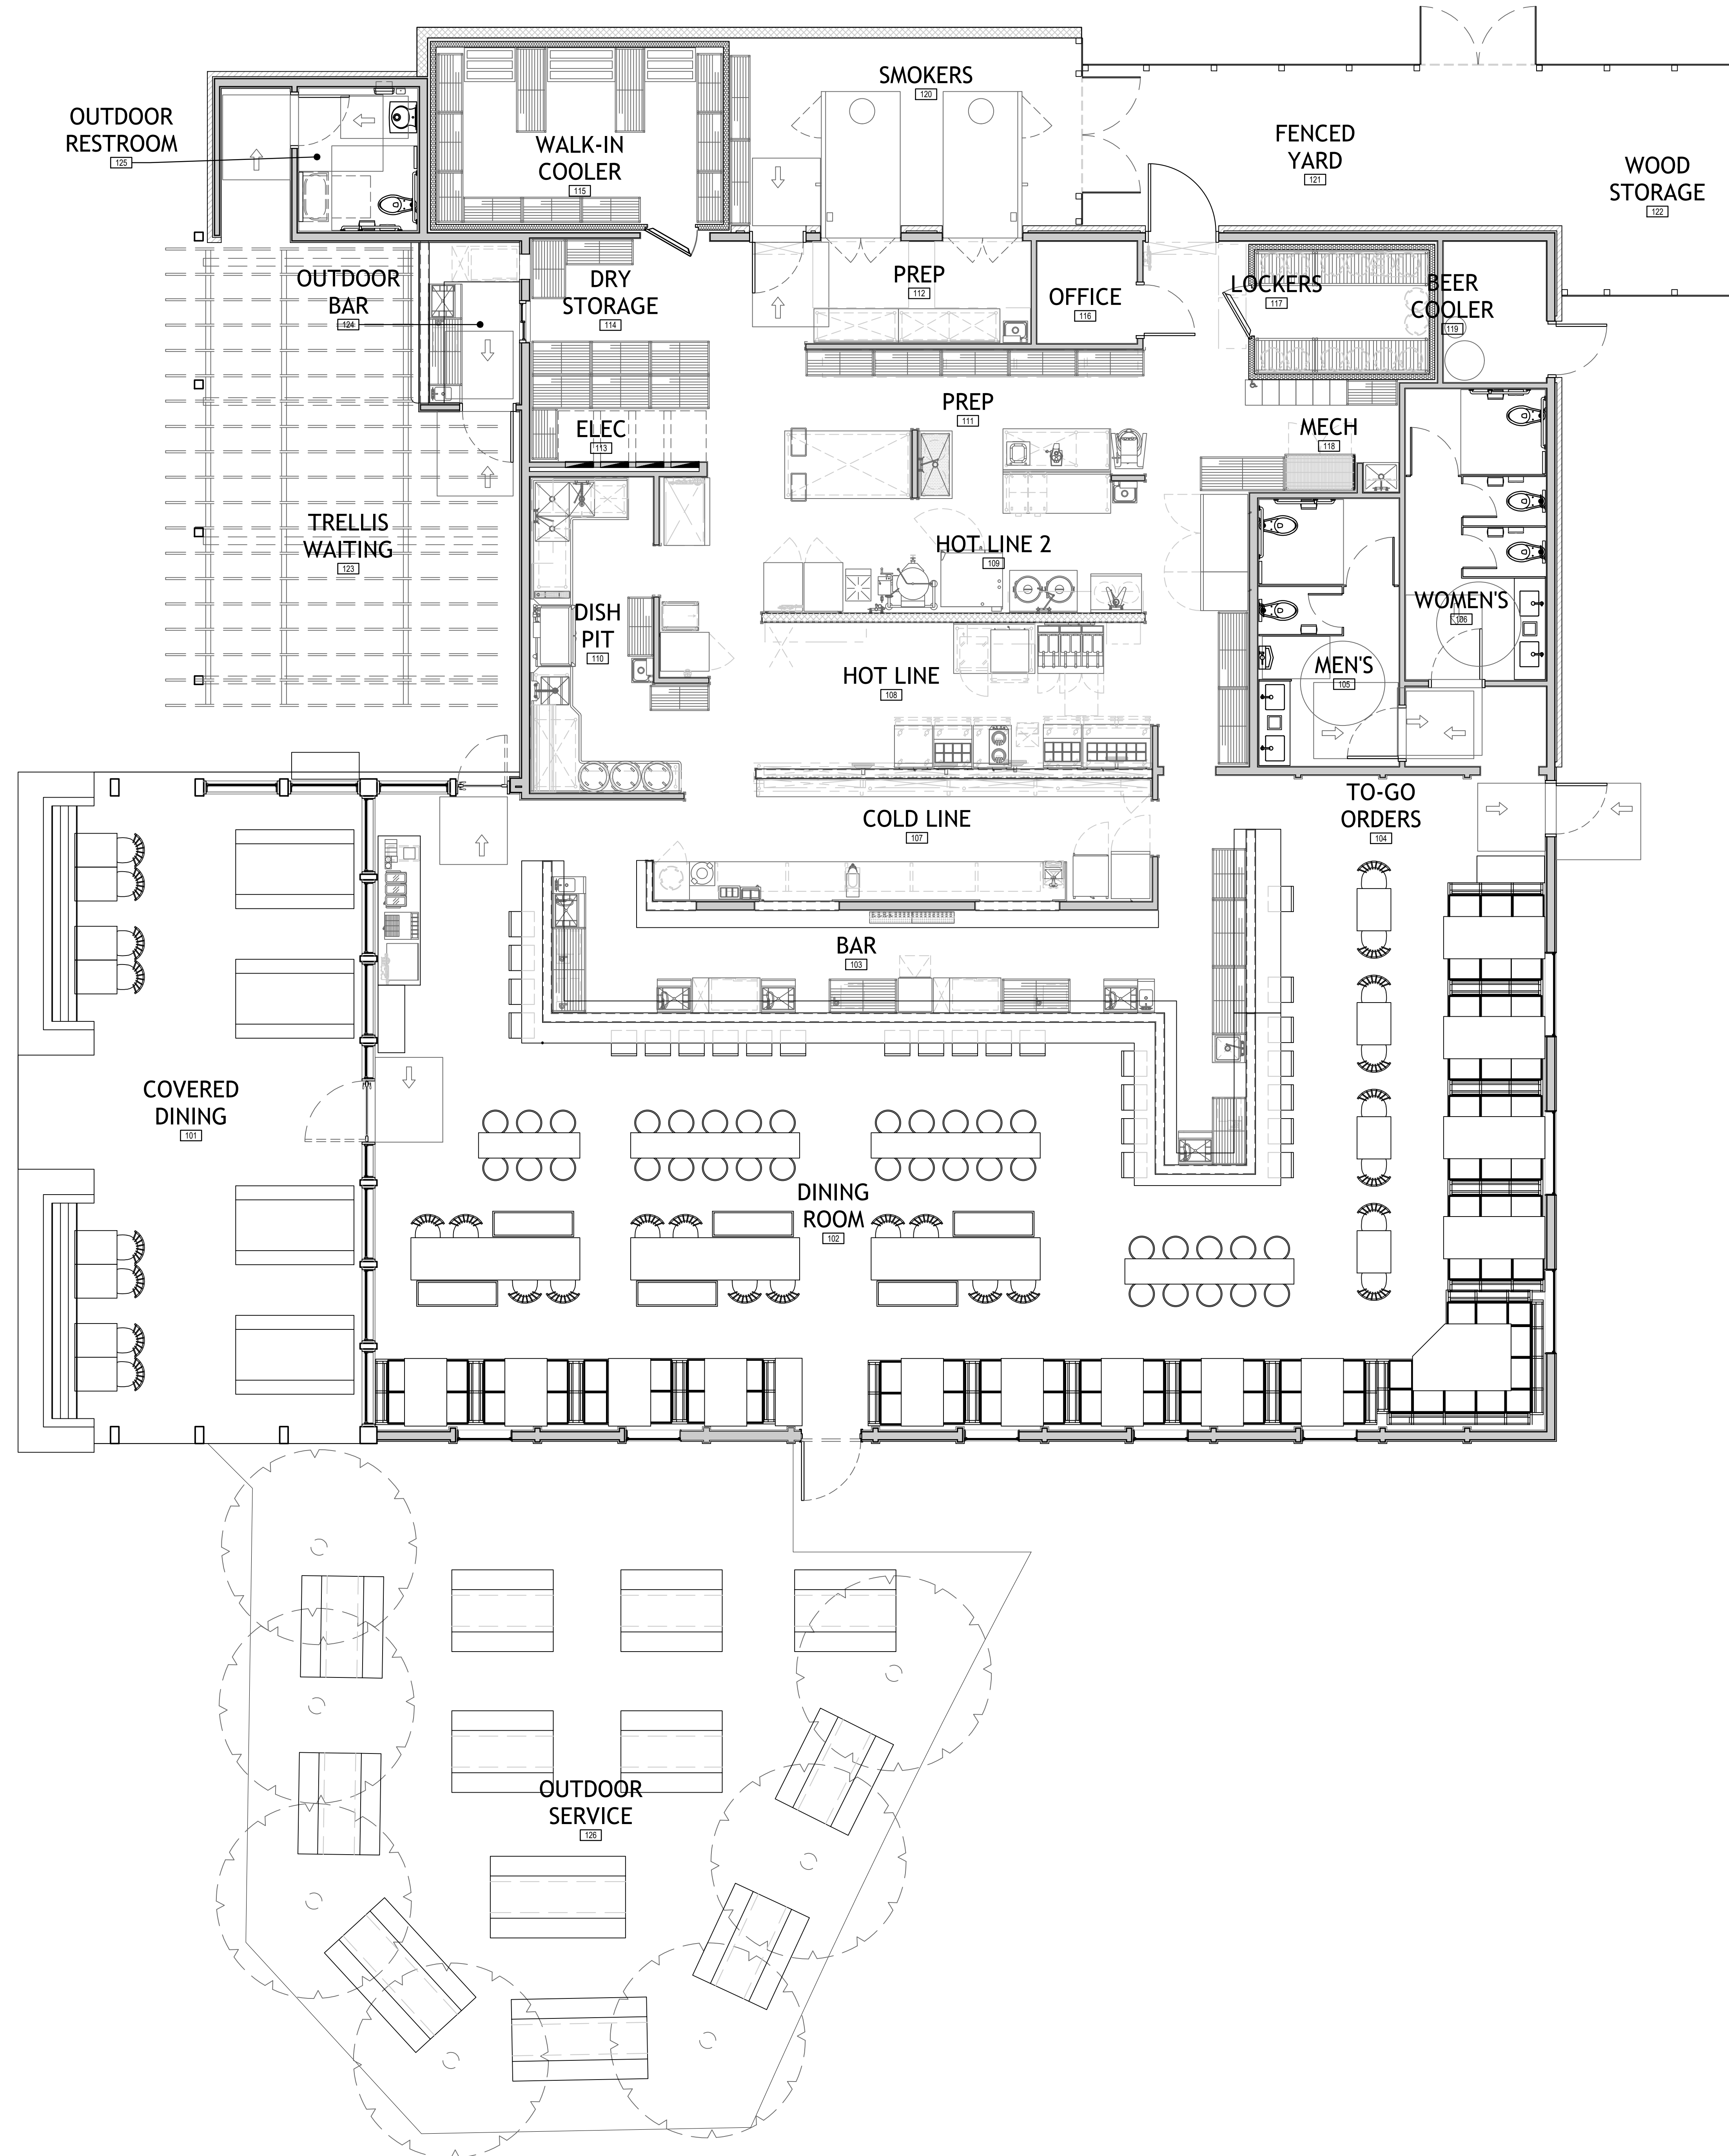 SMOKERS
120
OUTDOOR
RESTROOM
125
WALK-IN
COOLER
115
FENCED
YARD
121
WOOD
STORAGE
122
OUTDOOR
BAR
124
DRY
STORAGE
114
PREP
112
OFFICE
116
LOCKERS
117
BEER
COOLER
119
PREP
111
ELEC
113
MECH
118
TRELLIS
WAITING
123
HOT LINE 2
109
DISH
PIT
110
WOMEN'S
106
HOT LINE
108
MEN'S
105
COLD LINE
107
TO-GO
ORDERS
104
BAR
103
COVERED
DINING
101
DINING
ROOM
102
OUTDOOR
SERVICE
126